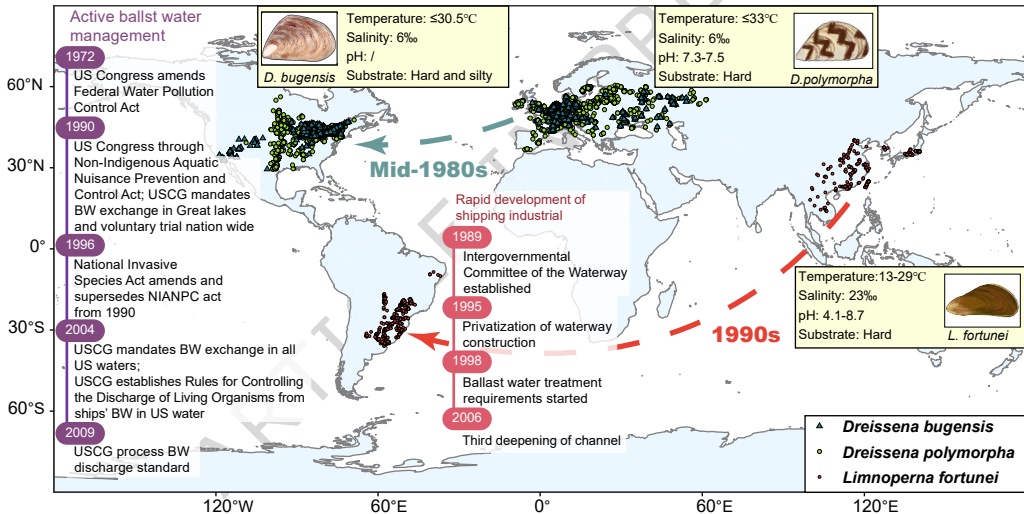 Active ballst water
management
1972
US Congress amends
Federal Water Pollution
Control Act
1990
US Congress through
Non-Indigenous Aquatic
Nuisance Prevention and
Control Act; USCG mandates
BW exchange in Great lakes
and voluntary trial nation wide
1996
National Invasive
Species Act amends and
supersedes NIANPC act
from 1990
2004
USCG mandates BW exchange in all
US waters;
USCG establishes Rules for Controlling
the Discharge of Living Organisms from
ships' BW in US water
2009
USCG process BW
discharge standard
D. bugensis
Temperature: ≤30.5℃
Salinity: 6‰
pH: /
Substrate: Hard and silty
Temperature: ≤33℃
Salinity: 6‰
pH: 7.3-7.5
Substrate: Hard
D.polymorpha
Mid-1980s
Rapid development of
shipping industrial
1989
Intergovernmental
Committee of the Waterway
established
1995
Privatization of waterway
construction
1998
Ballast water treatment
requirements started
2006
Third deepening of channel
1990s
Temperature:13-29℃
Salinity: 23‰
pH: 4.1-8.7
Substrate: Hard
L. fortunei
Dreissena bugensis
Dreissena polymorpha
Limnoperna fortunei
60°N
30°N
0°
30°S
60°S
120°W
60°W
0°
60°E
120°E